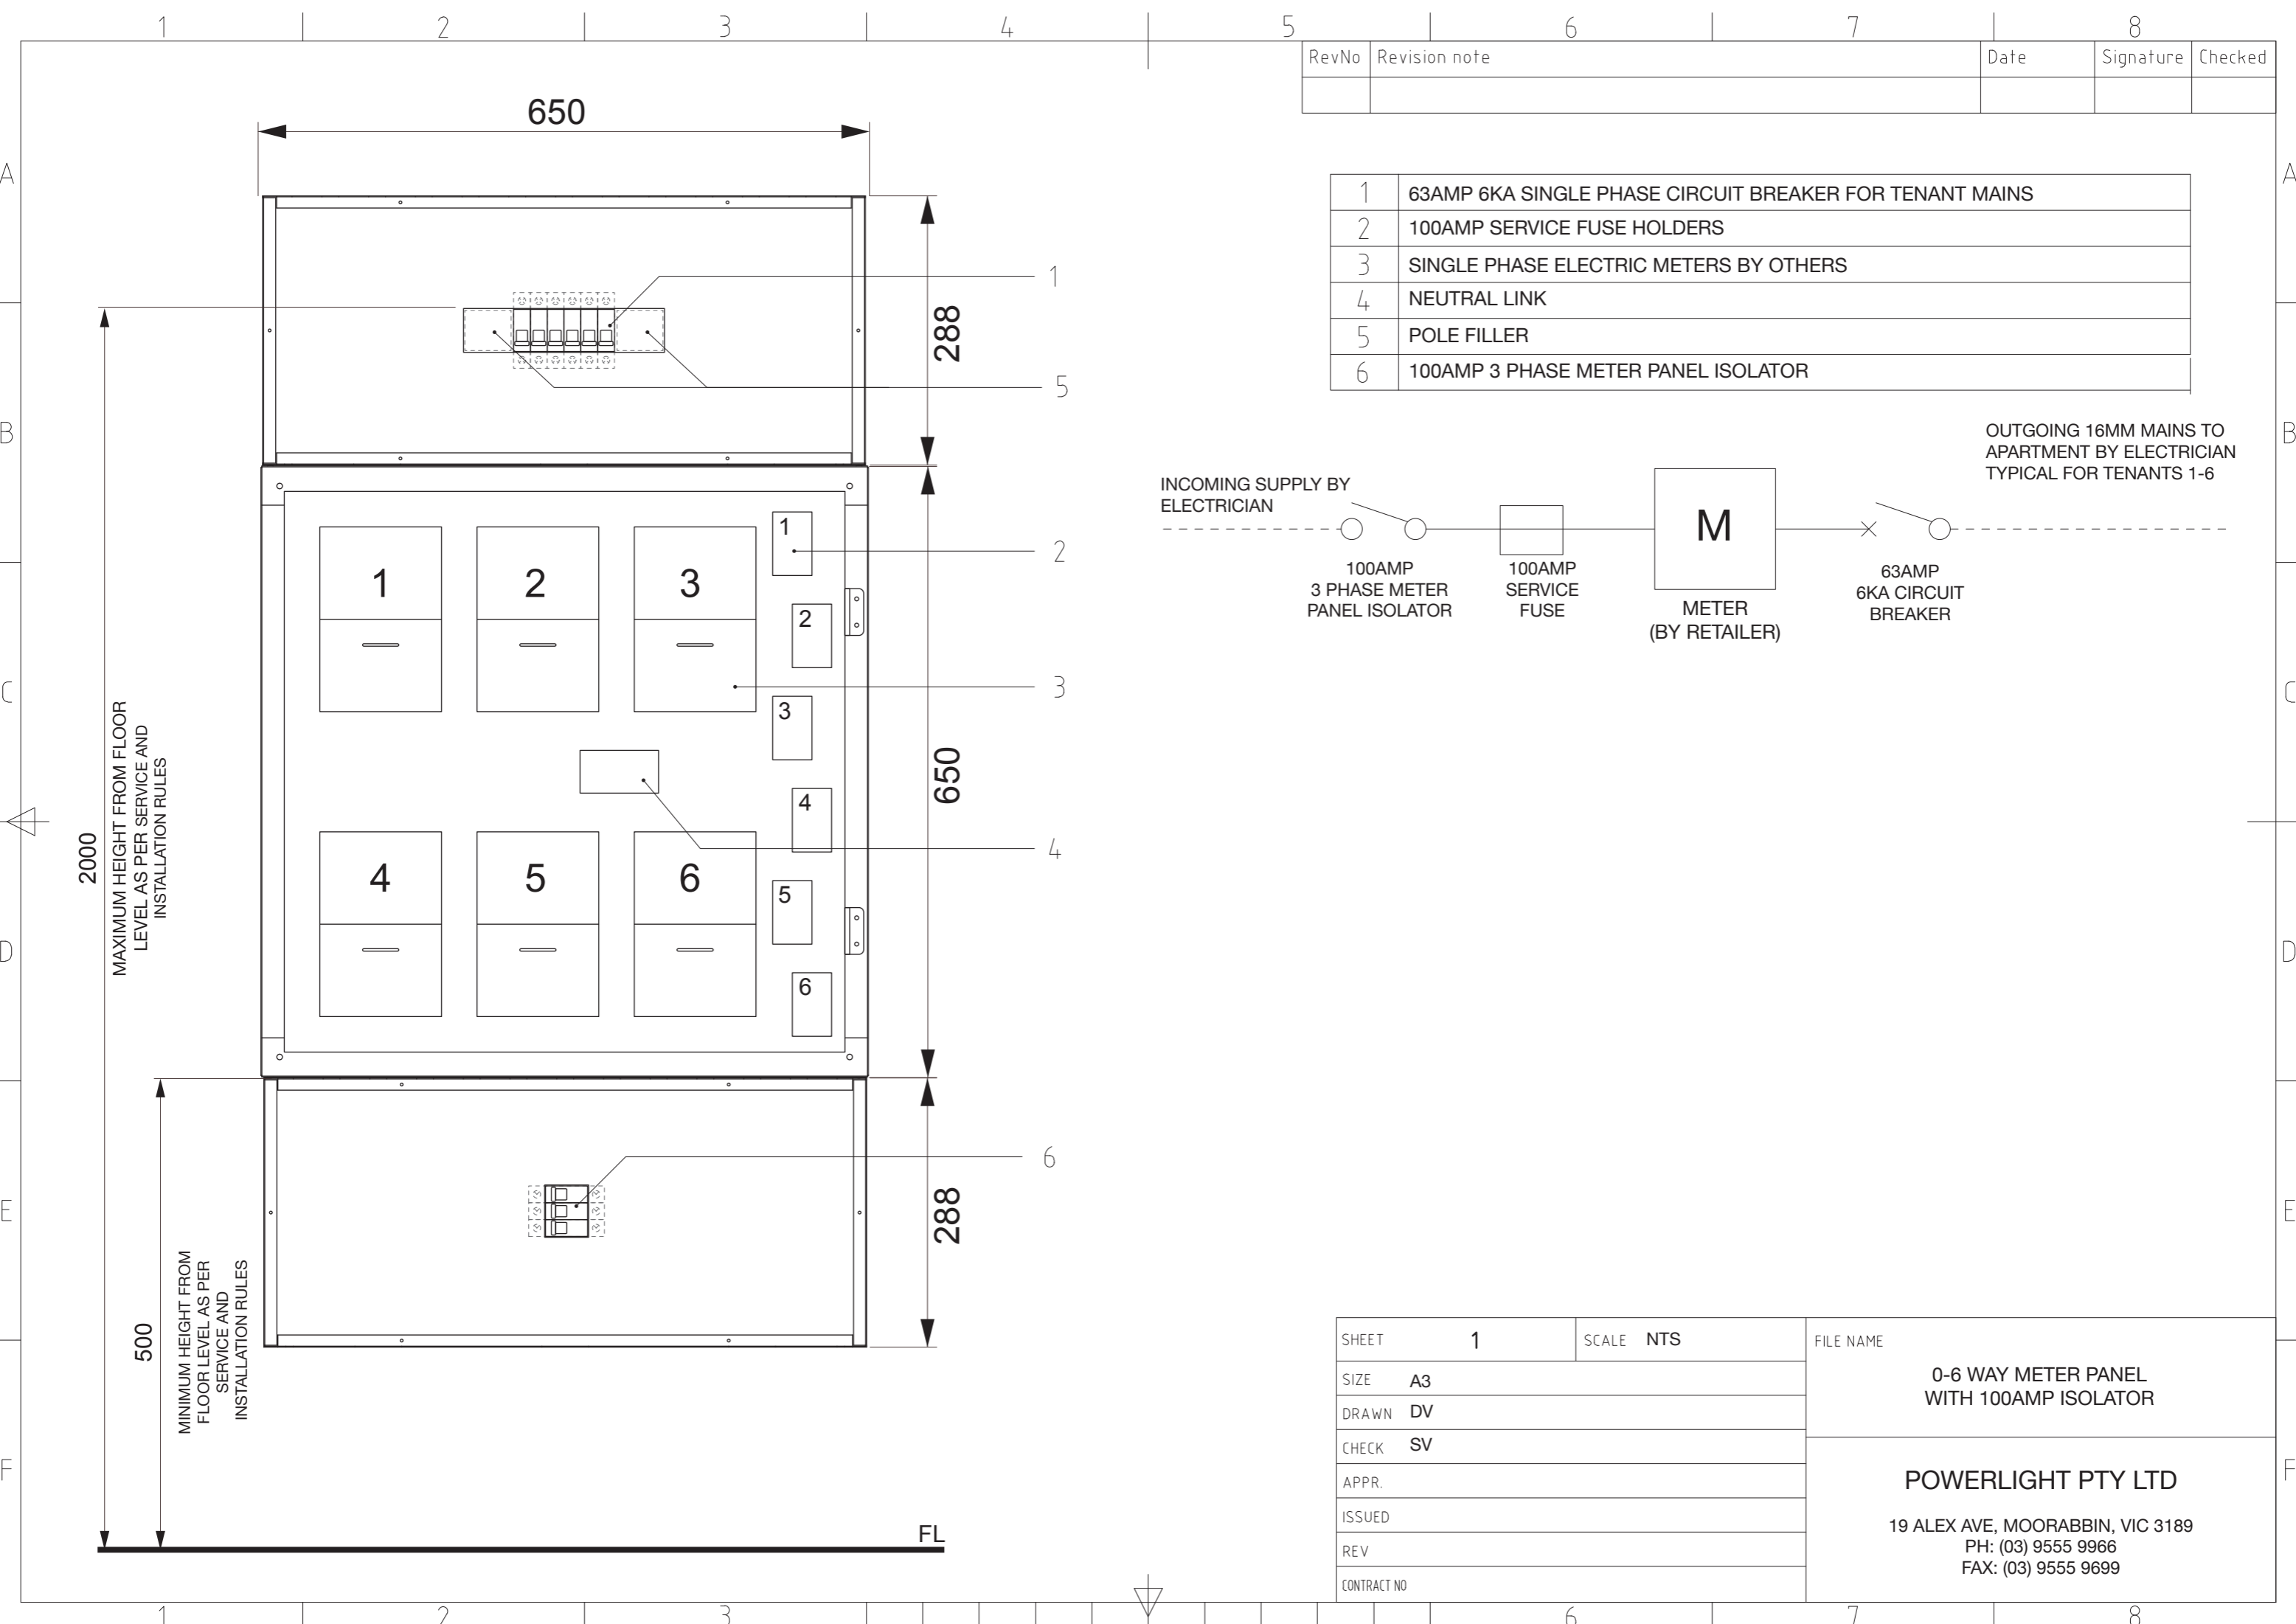 1 2 3 4 5 6 7 8
RevNo Revision note Date Signature Checked
A A
B B
C C
D D
E E
F F
650
288
650
288
1
5
2
3
4
6
1 2 3
4 5 6
1
2
3
4
5
6
2000
MAXIMUM HEIGHT FROM FLOOR
LEVEL AS PER SERVICE AND
INSTALLATION RULES
500
MINIMUM HEIGHT FROM
FLOOR LEVEL AS PER
SERVICE AND
INSTALLATION RULES
FL
1 63AMP 6KA SINGLE PHASE CIRCUIT BREAKER FOR TENANT MAINS
2 100AMP SERVICE FUSE HOLDERS
3 SINGLE PHASE ELECTRIC METERS BY OTHERS
4 NEUTRAL LINK
5 POLE FILLER
6 100AMP 3 PHASE METER PANEL ISOLATOR
INCOMING SUPPLY BY
ELECTRICIAN
100AMP
3 PHASE METER
PANEL ISOLATOR
100AMP
SERVICE
FUSE
M
METER
(BY RETAILER)
63AMP
6KA CIRCUIT
BREAKER
OUTGOING 16MM MAINS TO
APARTMENT BY ELECTRICIAN
TYPICAL FOR TENANTS 1-6
SHEET 1 SCALE NTS
SIZE A3
DRAWN DV
CHECK SV
APPR.
ISSUED
REV
CONTRACT NO
FILE NAME
0-6 WAY METER PANEL
WITH 100AMP ISOLATOR
POWERLIGHT PTY LTD
19 ALEX AVE, MOORABBIN, VIC 3189
PH: (03) 9555 9966
FAX: (03) 9555 9699
1 2 3 6 7 8